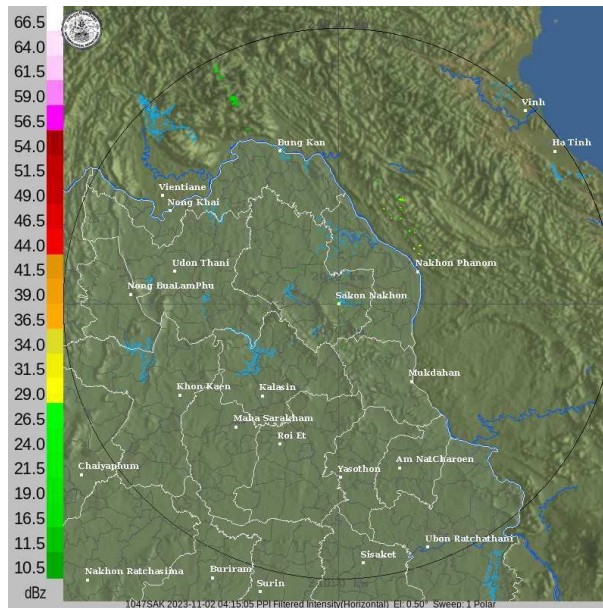 66.5
64.0
61.5
59.0
56.5
54.0
51.5
49.0
46.5
44.0
41.5
39.0
36.5
34.0
31.5
29.0
26.5
24.0
21.5
19.0
16.5
14.0
11.5
10.5
dBz
Vinh
Ha Tinh
Bung Kan
Vientiane
Nong Khai
Udon Thani
Nakhon Phanom
Nong BuaLamPhu
Sakon Nakhon
Mukdahan
Khon Kaen
Kalasin
Maha Sarakham
Roi Et
Chaiyaphum
Yasothon
Am NatCharoen
Ubon Ratchathani
Sisaket
Nakhon Ratchasima
Buriram
Surin
1047SAK 2023-11-02 04:15:05 PPI Filtered Intensity(Horizontal) El: 0.50° Sweep: 1 Polar